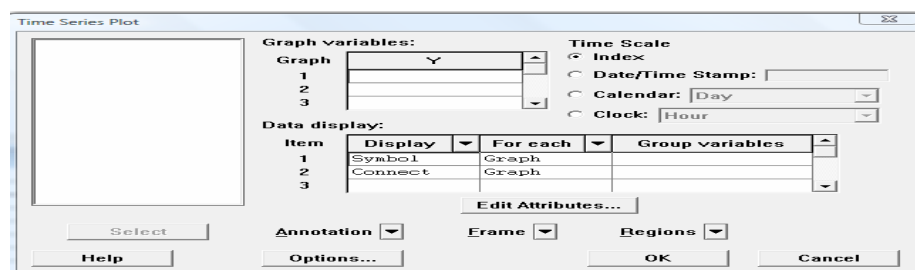 Time Series Plot
Graph variables:
Graph Y
1
2
3
Time Scale
Index
Date/Time Stamp:
Calendar: Day
Clock: Hour
Data display:
Item Display For each Group variables
1 Symbol Graph
2 Connect Graph
3
Edit Attributes...
Select Annotation Frame Regions
Help Options... OK Cancel